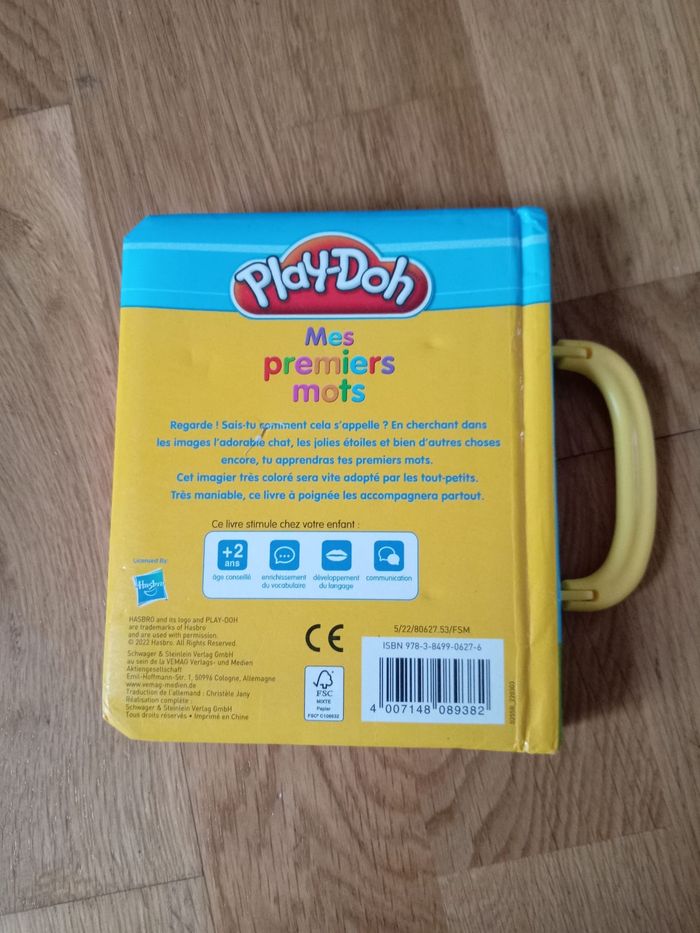 PLAY-DOH
Mes
premiers
mots
Regarde ! Sais-tu comment cela s'appelle ? En cherchant dans
les images l'adorable chat, les jolies étoiles et bien d'autres choses
encore, tu apprendras tes premiers mots.
Cet imagier très coloré sera vite adopté par les tout-petits.
Très maniable, ce livre à poignée les accompagnera partout.
Ce livre stimule chez votre enfant :
+2
ans
âge conseillé
enrichissement
du vocabulaire
développement
du langage
communication
Licensed By:
Hasbro
HASBRO and its logo and PLAY-DOH
are trademarks of Hasbro
and are used with permission.
© 2022 Hasbro. All Rights Reserved.
Schwager & Steinlein Verlag GmbH
au sein de la VEMAG Verlags- und Medien
Aktiengesellschaft
Emil-Hoffmann-Str. 1, 50996 Cologne, Allemagne
www.vemag-medien.de
Traduction de l'allemand : Christèle Jany
Réalisation complète :
Schwager & Steinlein Verlag GmbH
Tous droits réservés • Imprimé en Chine
CE
FSC
MIXTE
Papier
FSC® C106632
5/22/80627.53/FSM
ISBN 978-3-8499-0627-6
4 007148 089382